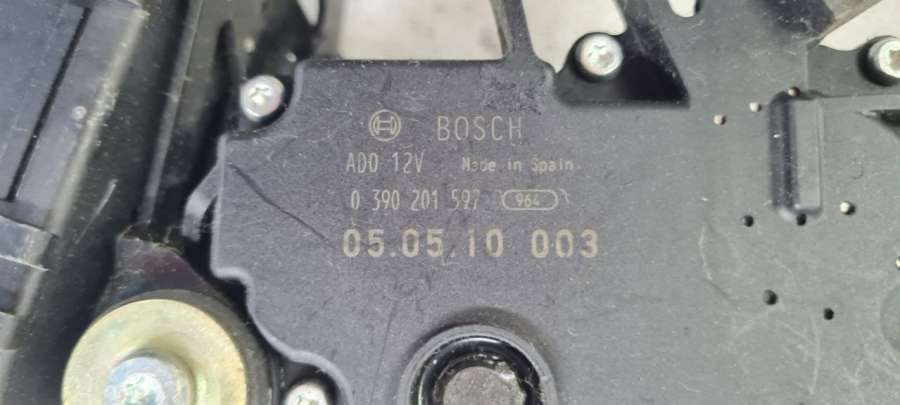 BOSCH
ADO 12V Made in Spain
0 390 201 597 964
05.05.10 003